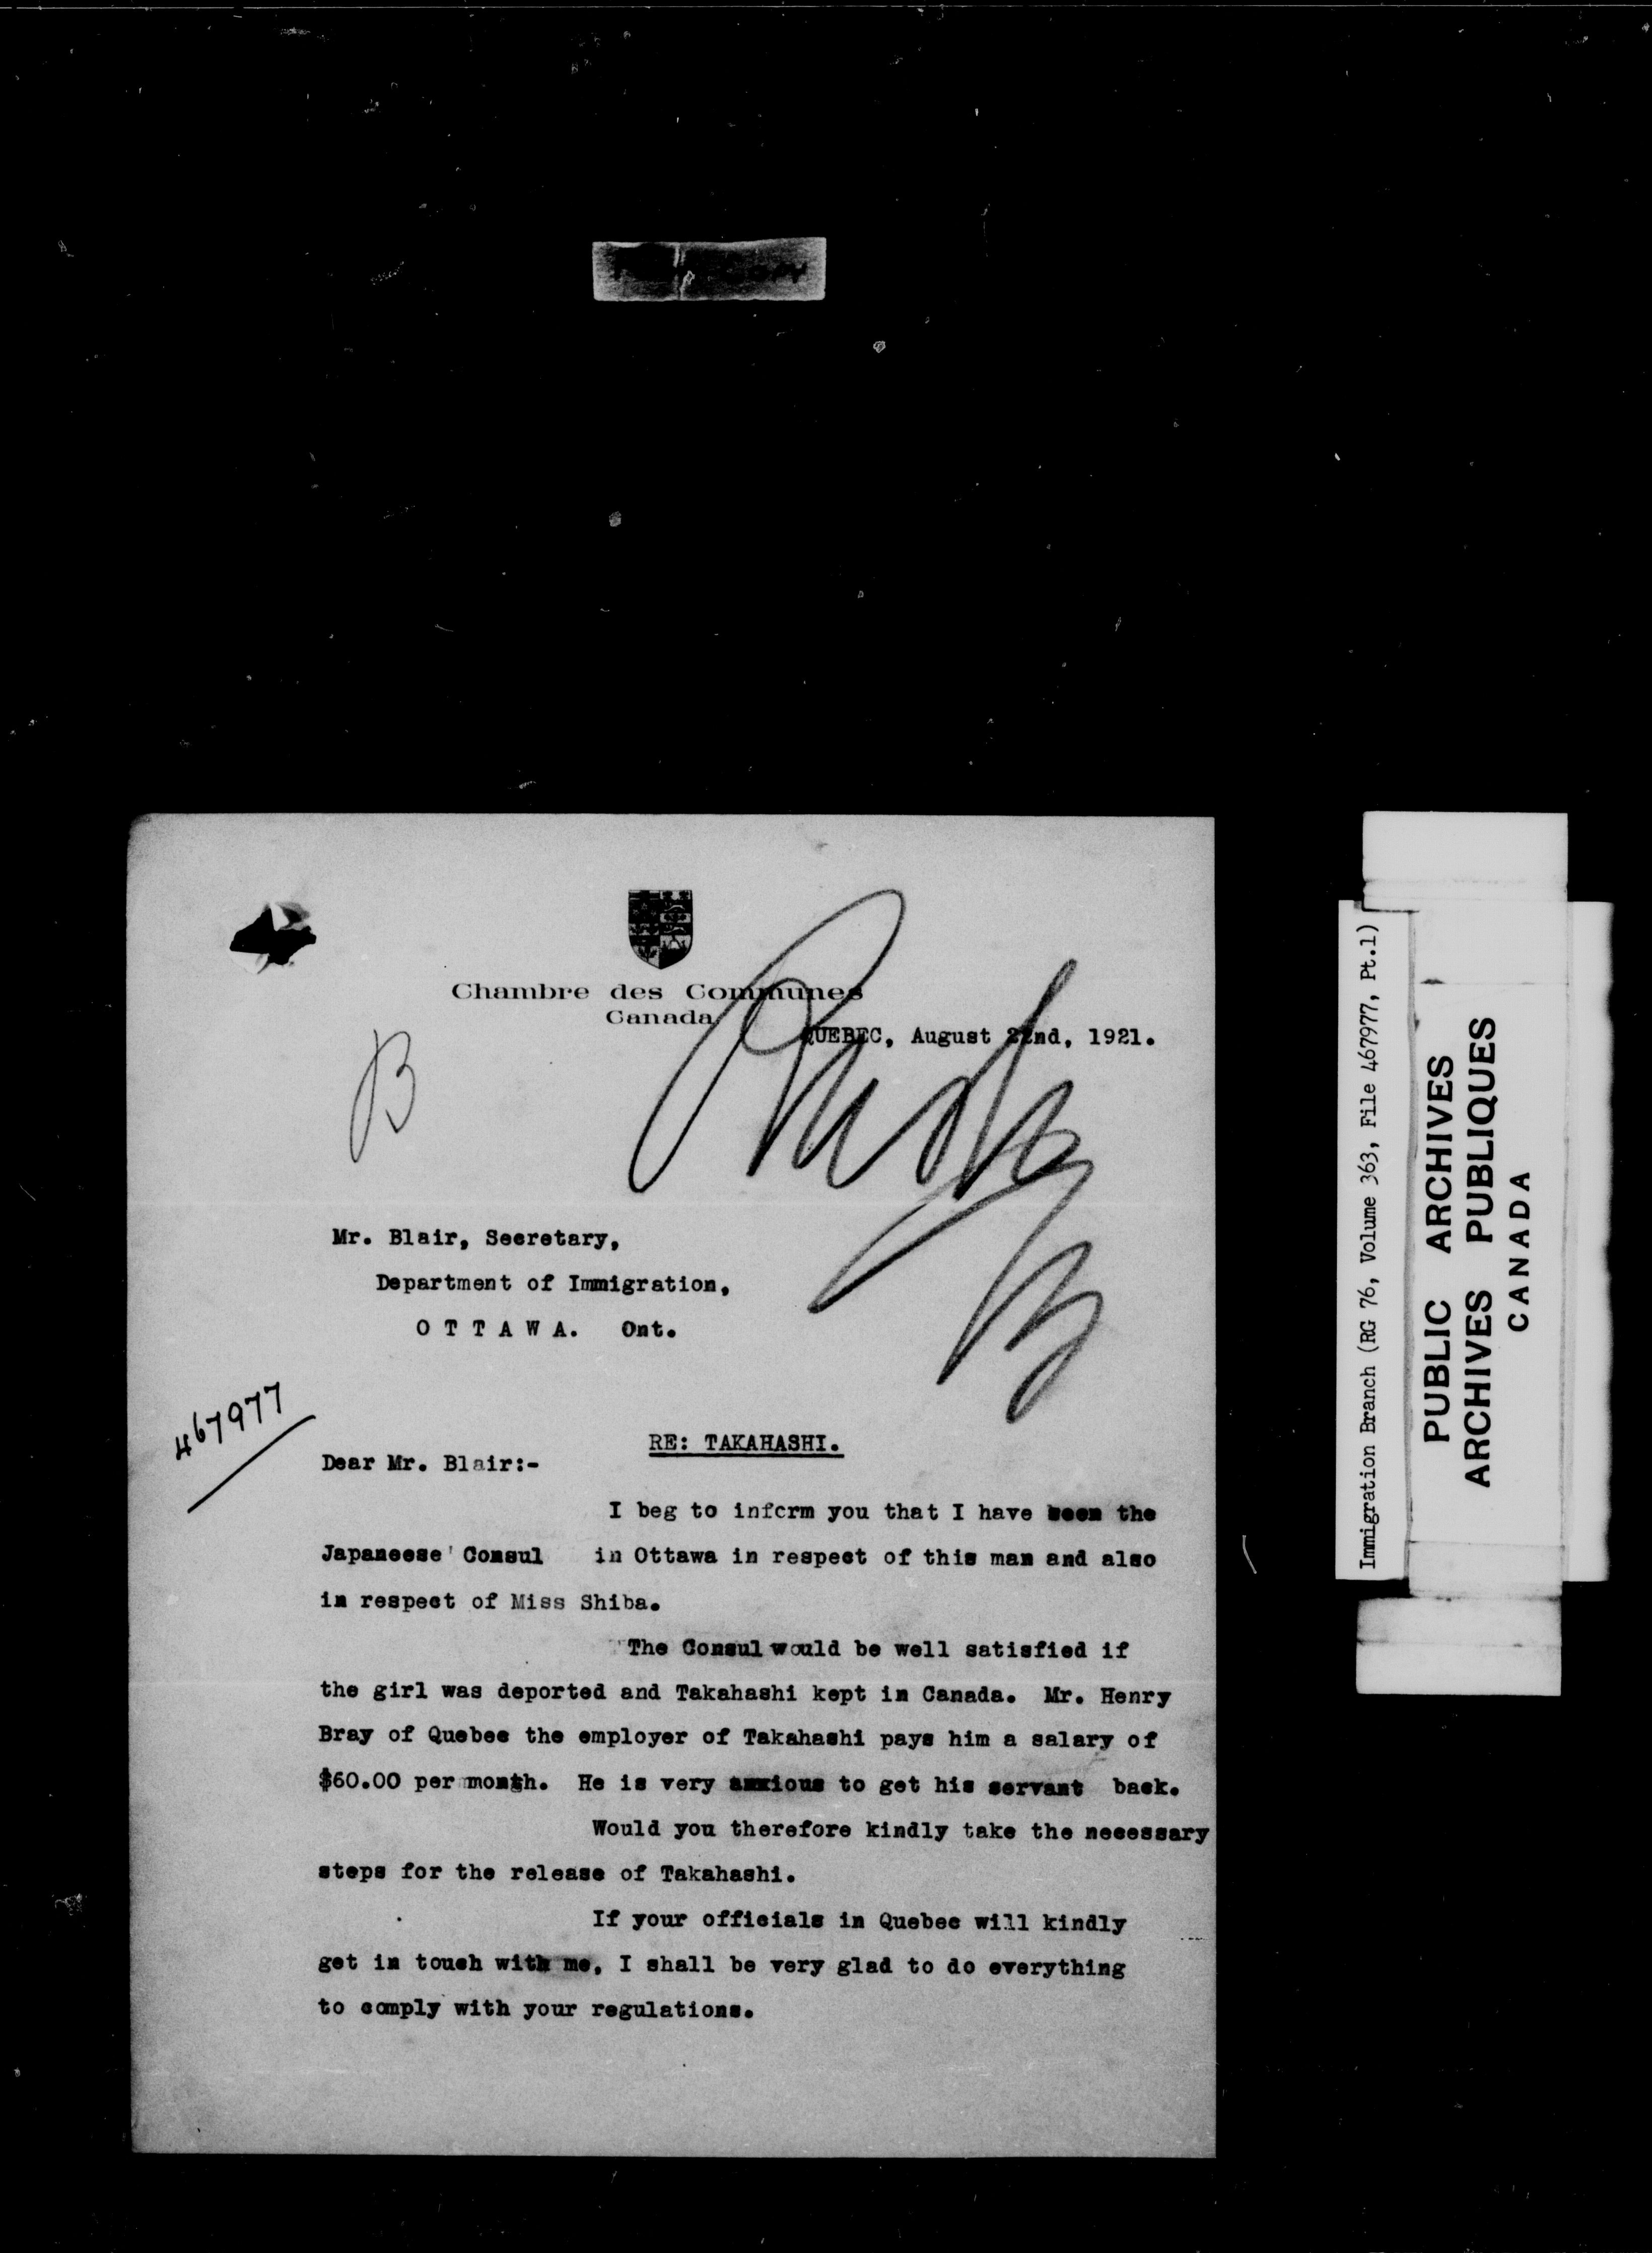 Chambre des Communes
Canada
QUEBEC, August 22nd, 1921.
B
Mr. Blair, Secretary,
Department of Immigration,
O T T A W A. Ont.
467977
RE: TAKAHASHI.
Dear Mr. Blair:-
I beg to inform you that I have seen the
Japaneese Consul in Ottawa in respect of this man and also
in respect of Miss Shiba.
The Consul would be well satisfied if
the girl was deported and Takahashi kept in Canada. Mr. Henry
Bray of Quebec the employer of Takahashi pays him a salary of
$60.00 per month. He is very anxious to get his servant back.
Would you therefore kindly take the necessary
steps for the release of Takahashi.
If your officials in Quebec will kindly
get in touch with me, I shall be very glad to do everything
to comply with your regulations.
Immigration Branch (RG 76, Volume 363, File 467977, Pt.1)
PUBLIC ARCHIVES
ARCHIVES PUBLIQUES
CANADA